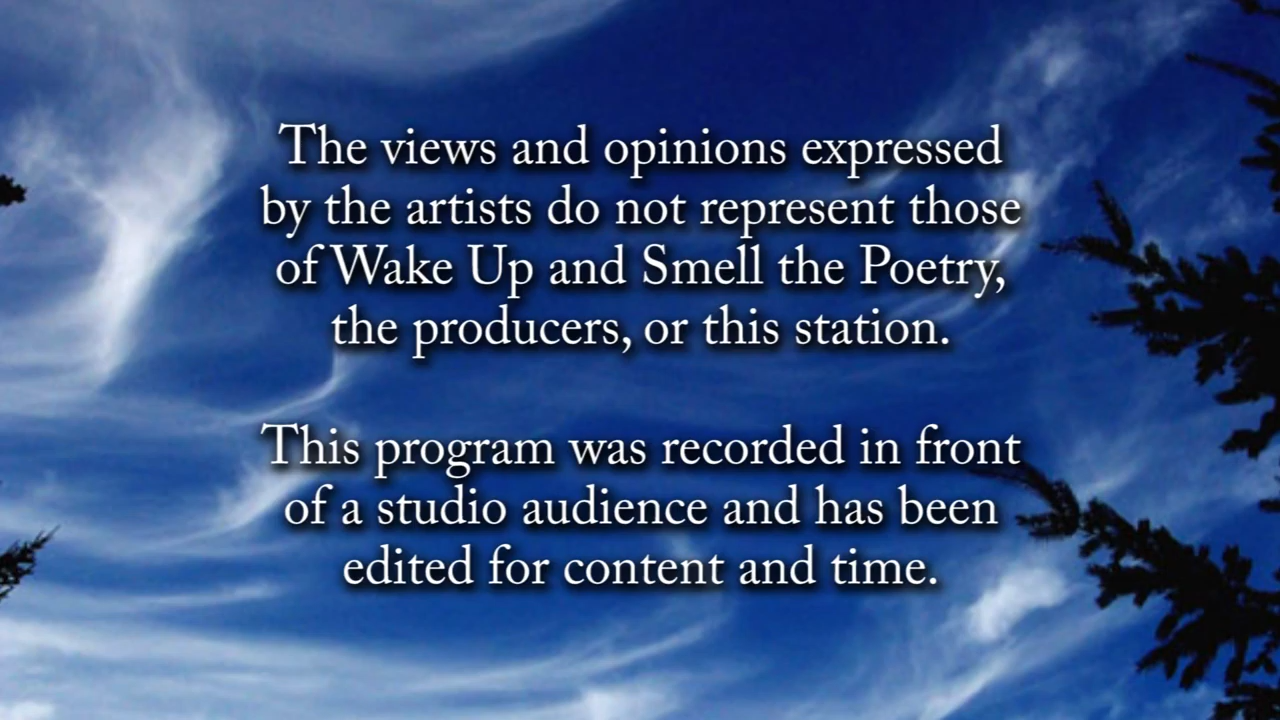 The views and opinions expressed
by the artists do not represent those
of Wake Up and Smell the Poetry,
the producers, or this station.
This program was recorded in front
of a studio audience and has been
edited for content and time.